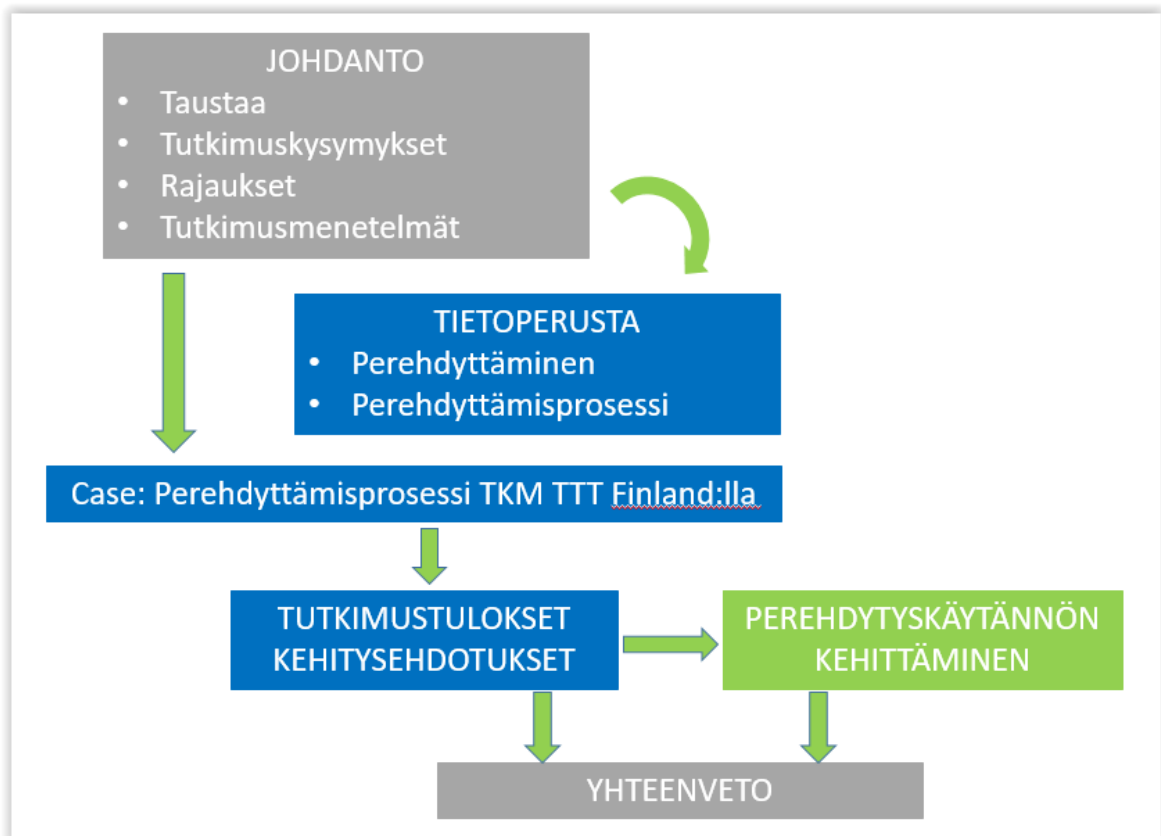 JOHDANTO
• Taustaa
• Tutkimuskysymykset
• Rajaukset
• Tutkimusmenetelmät
TIETOPERUSTA
• Perehdyttäminen
• Perehdyttämisprosessi
Case: Perehdyttämisprosessi TKM TTT Finland:lla
TUTKIMUSTULOKSET
KEHITYSEHDOTUKSET
PEREHDYTYSKÄYTÄNNÖN
KEHITTÄMINEN
YHTEENVETO